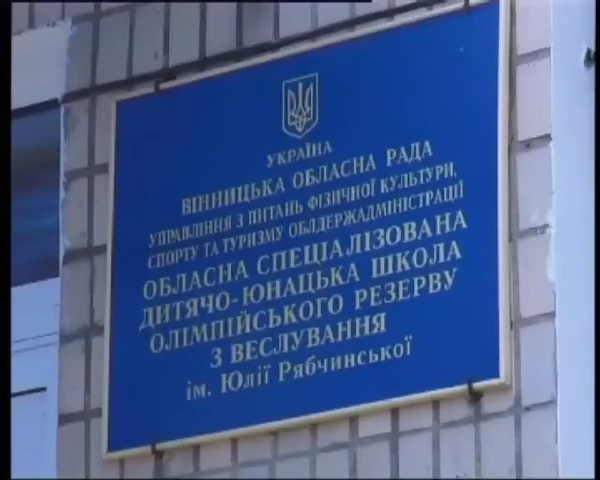 УКРАЇНА
ВІННИЦЬКА ОБЛАСНА РАДА
УПРАВЛІННЯ З ПИТАНЬ ФІЗИЧНОЇ КУЛЬТУРИ,
СПОРТУ ТА ТУРИЗМУ ОБЛДЕРЖАДМІНІСТРАЦІЇ
ОБЛАСНА СПЕЦІАЛІЗОВАНА
ДИТЯЧО-ЮНАЦЬКА ШКОЛА
ОЛІМПІЙСЬКОГО РЕЗЕРВУ
З ВЕСЛУВАННЯ
ім. Юлії Рябчинської